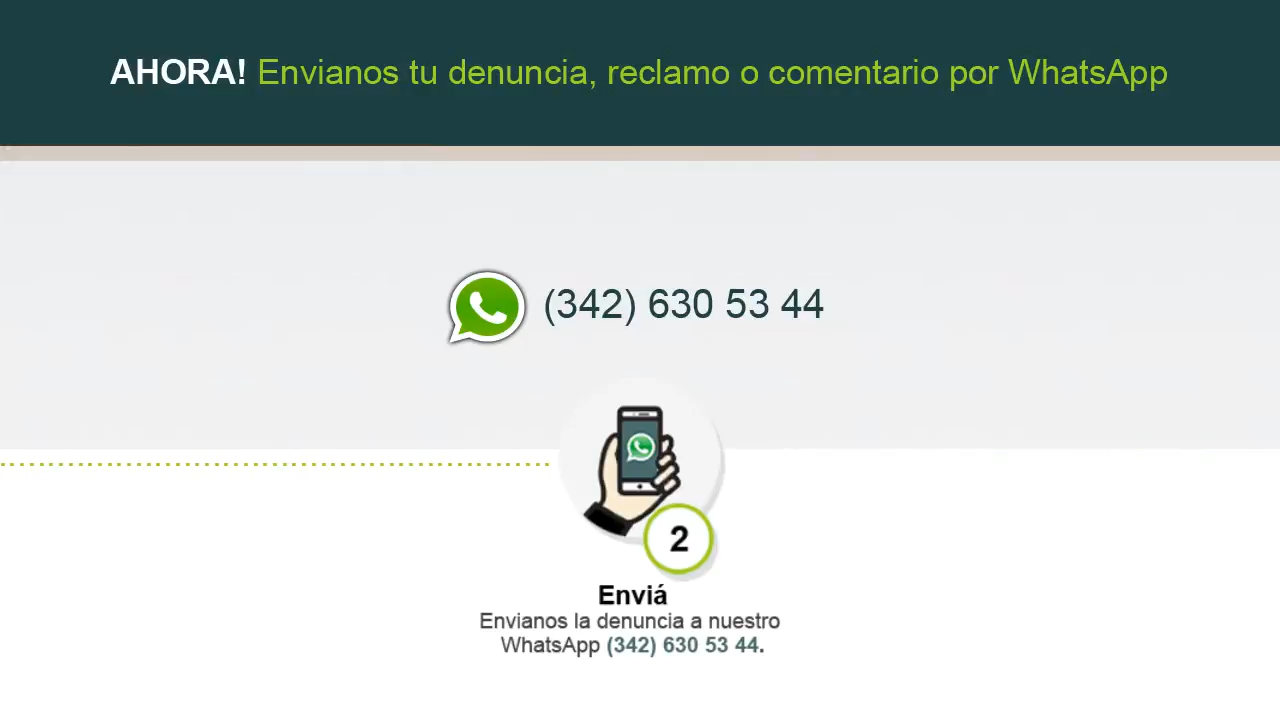 AHORA! Envianos tu denuncia, reclamo o comentario por WhatsApp
(342) 630 53 44
2
Enviá
Envianos la denuncia a nuestro
WhatsApp (342) 630 53 44.